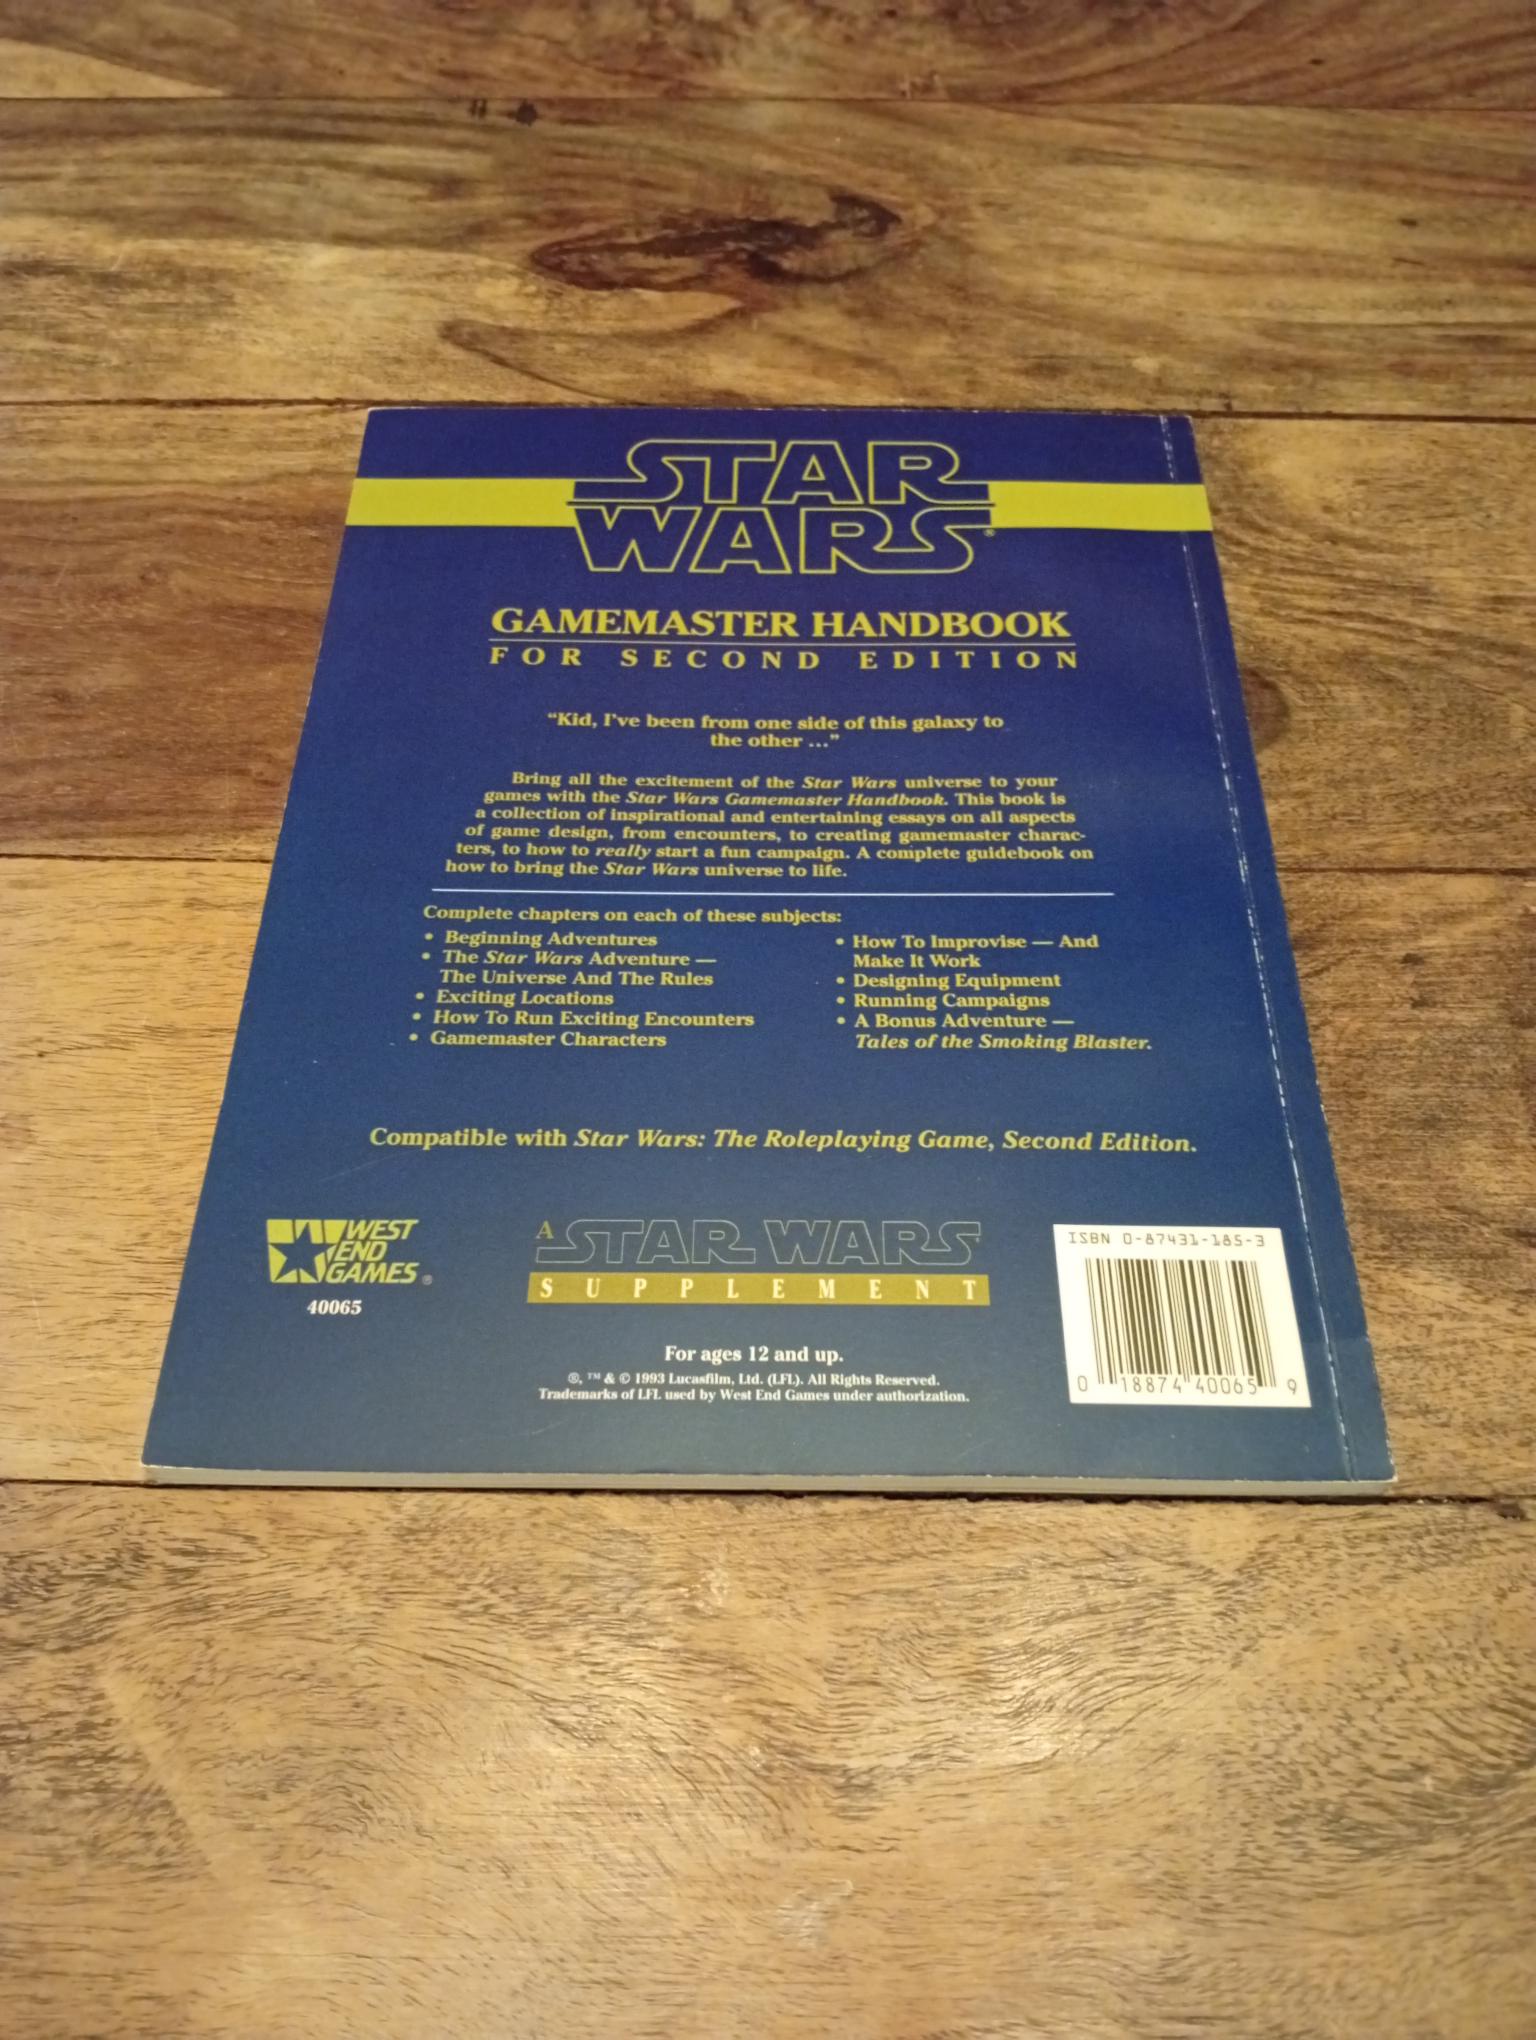 STAR
WARS®
GAMEMASTER HANDBOOK
FOR SECOND EDITION
“Kid, I’ve been from one side of this galaxy to
the other ...”
Bring all the excitement of the Star Wars universe to your
games with the Star Wars Gamemaster Handbook. This book is
a collection of inspirational and entertaining essays on all aspects
of game design, from encounters, to creating gamemaster charac-
ters, to how to really start a fun campaign. A complete guidebook on
how to bring the Star Wars universe to life.
Complete chapters on each of these subjects:
• Beginning Adventures
• The Star Wars Adventure —
The Universe And The Rules
• Exciting Locations
• How To Run Exciting Encounters
• Gamemaster Characters
• How To Improvise — And
Make It Work
• Designing Equipment
• Running Campaigns
• A Bonus Adventure —
Tales of the Smoking Blaster.
Compatible with Star Wars: The Roleplaying Game, Second Edition.
WEST
END
GAMES®
40065
A STAR WARS
SUPPLEMENT
For ages 12 and up.
®, ™ & © 1993 Lucasfilm, Ltd. (LFL). All Rights Reserved.
Trademarks of LFL used by West End Games under authorization.
ISBN 0-87431-185-3
0 18874 40065 9